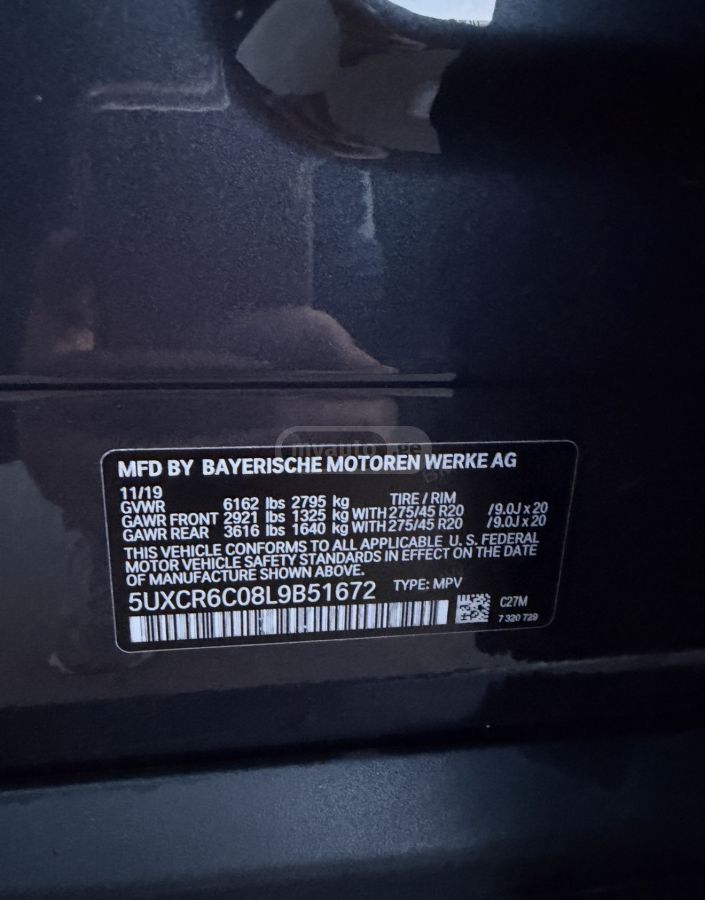 myauto.ge
MFD BY BAYERISCHE MOTOREN WERKE AG
11/19
GVWR 6162 lbs 2795 kg TIRE / RIM
GAWR FRONT 2921 lbs 1325 kg WITH 275/45 R20 /9.0J x 20
GAWR REAR 3616 lbs 1640 kg WITH 275/45 R20 /9.0J x 20
THIS VEHICLE CONFORMS TO ALL APPLICABLE U. S. FEDERAL
MOTOR VEHICLE SAFETY STANDARDS IN EFFECT ON THE DATE
OF MANUFACTURE SHOWN ABOVE.
5UXCR6C08L9B51672 TYPE: MPV
C27M
7 320 729